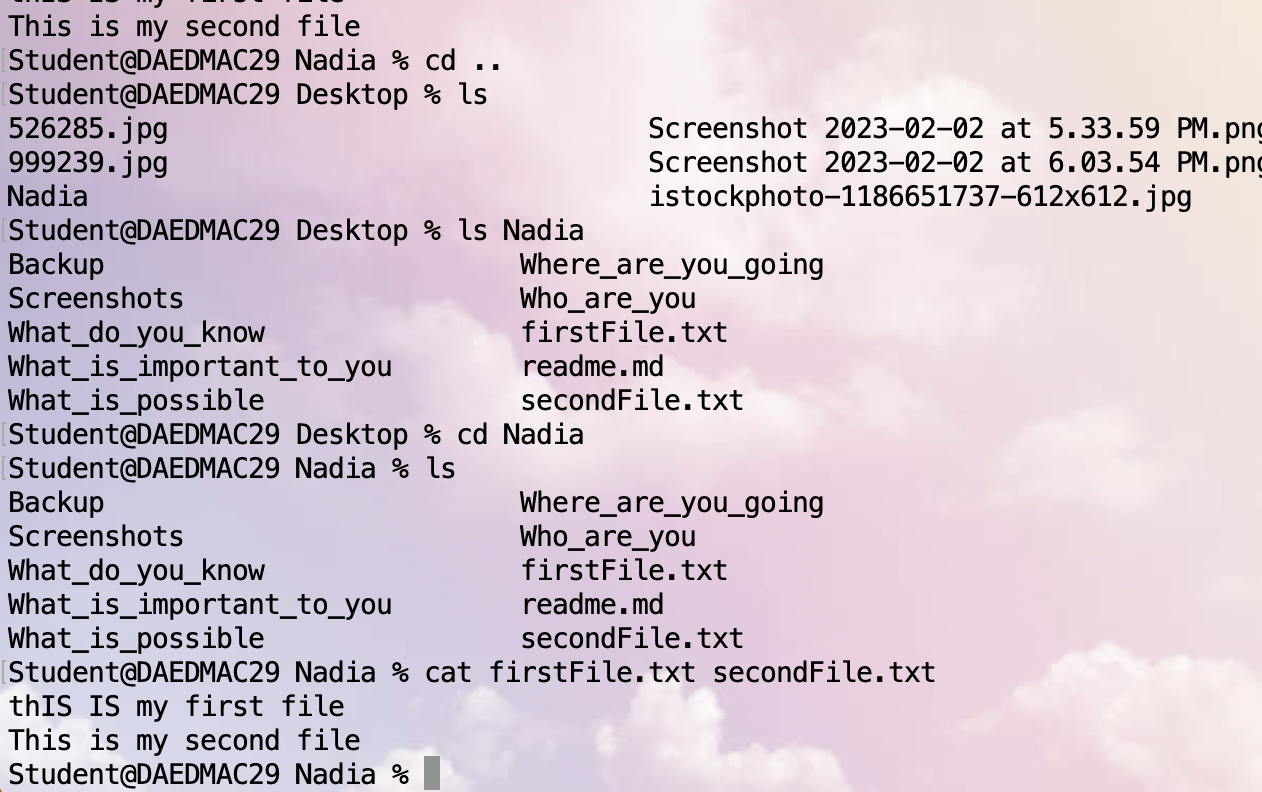 my first file
This is my second file
Student@DAEDMAC29 Nadia % cd ..
Student@DAEDMAC29 Desktop % ls
526285.jpg Screenshot 2023-02-02 at 5.33.59 PM.png
999239.jpg Screenshot 2023-02-02 at 6.03.54 PM.png
Nadia istockphoto-1186651737-612x612.jpg
Student@DAEDMAC29 Desktop % ls Nadia
Backup Where_are_you_going
Screenshots Who_are_you
What_do_you_know firstFile.txt
What_is_important_to_you readme.md
What_is_possible secondFile.txt
Student@DAEDMAC29 Desktop % cd Nadia
Student@DAEDMAC29 Nadia % ls
Backup Where_are_you_going
Screenshots Who_are_you
What_do_you_know firstFile.txt
What_is_important_to_you readme.md
What_is_possible secondFile.txt
Student@DAEDMAC29 Nadia % cat firstFile.txt secondFile.txt
thIS IS my first file
This is my second file
Student@DAEDMAC29 Nadia %